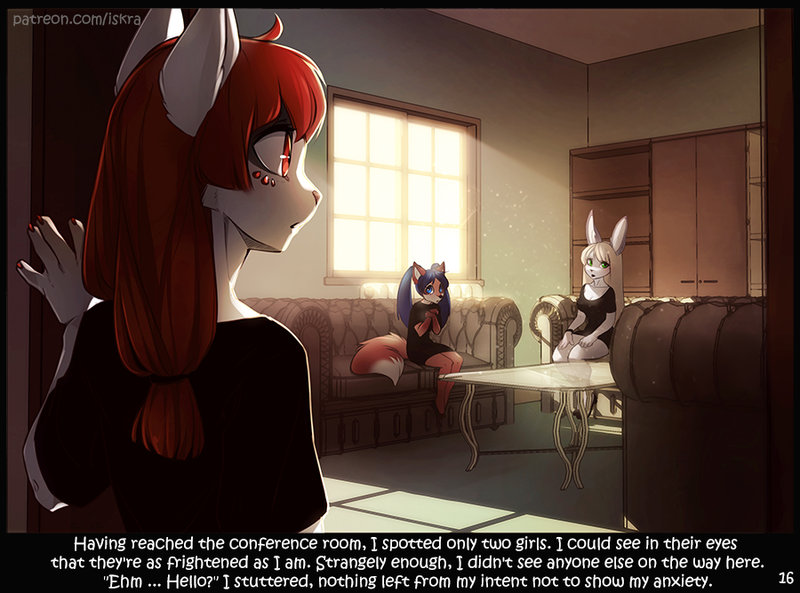 patreon.com/iskra
Having reached the conference room, I spotted only two girls. I could see in their eyes
that they're as frightened as I am. Strangely enough, I didn't see anyone else on the way here.
"Ehm ... Hello?" I stuttered, nothing left from my intent not to show my anxiety.
16